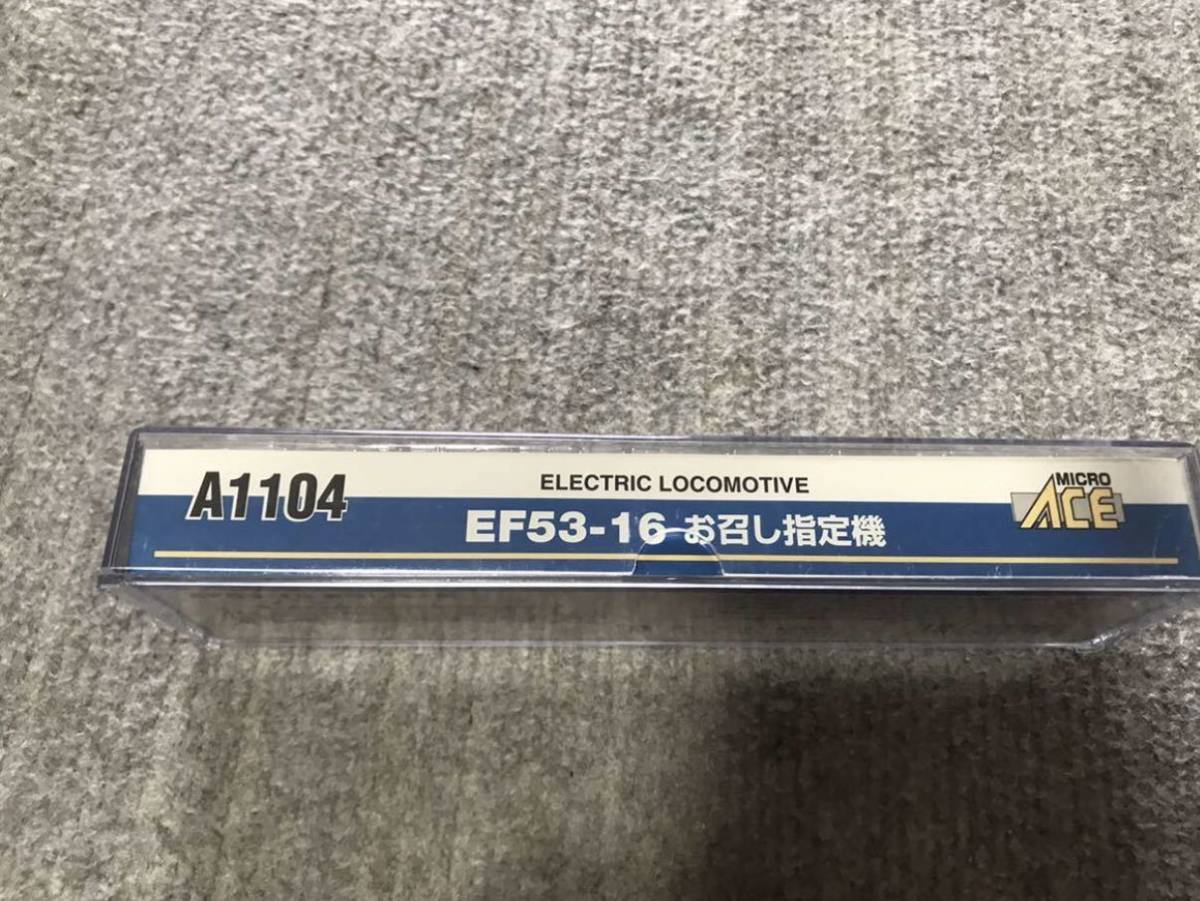 A1104
ELECTRIC LOCOMOTIVE
EF53-16 お召し指定機
MICRO
ACE